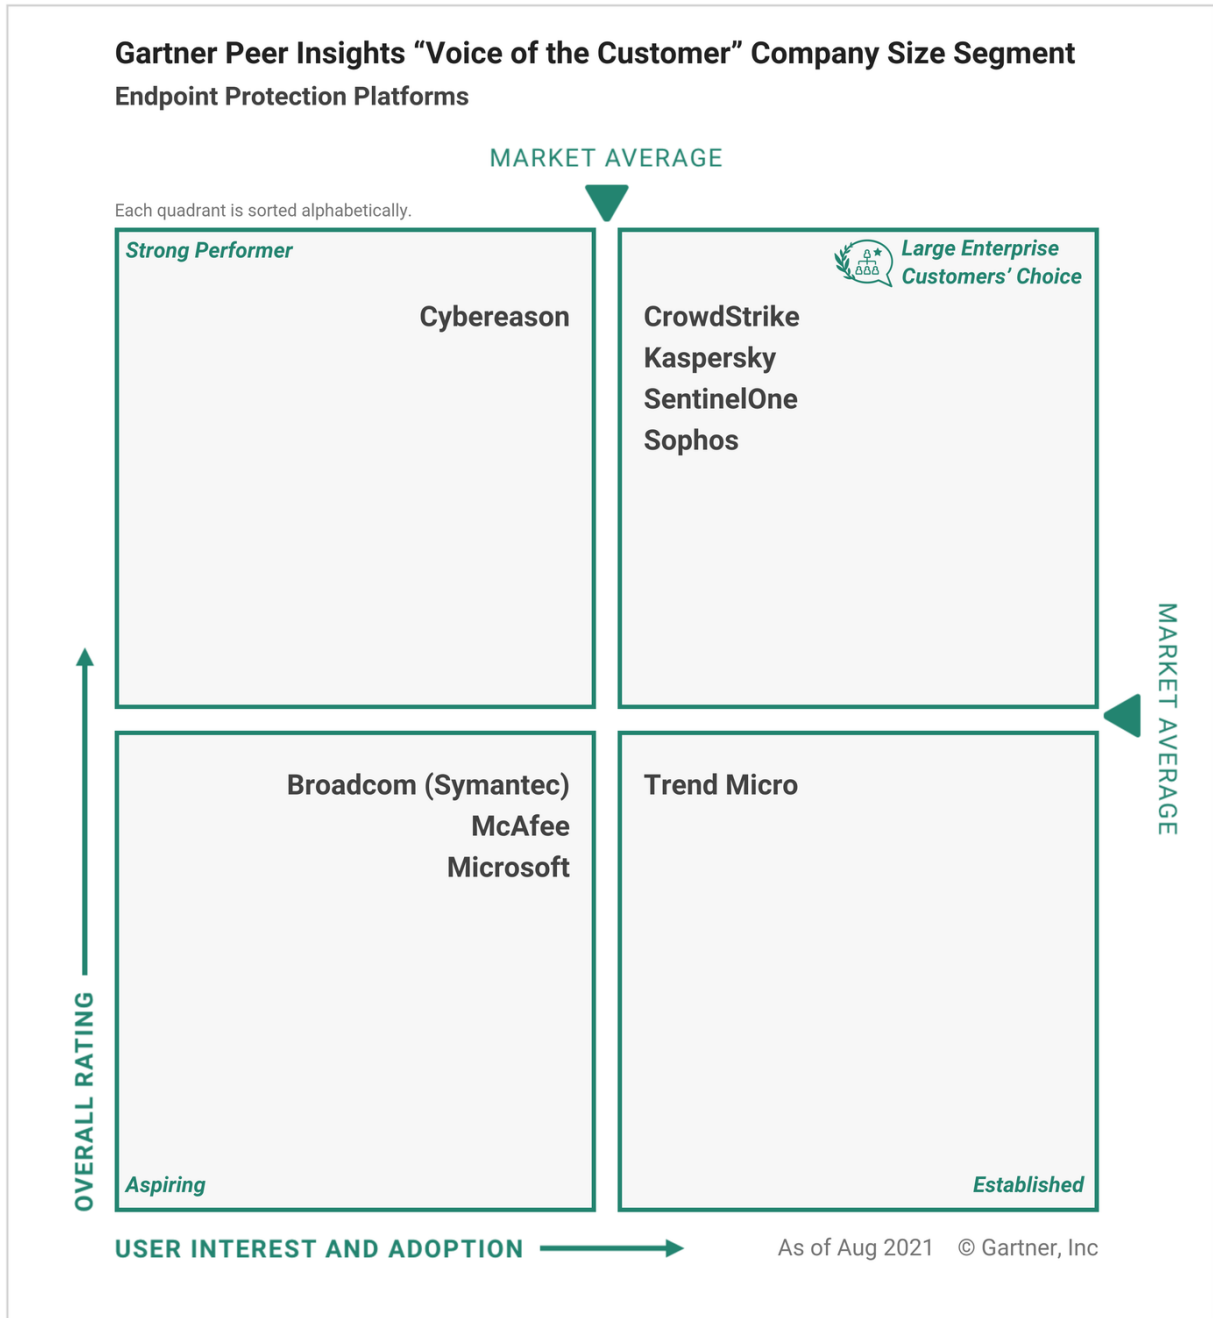 Gartner Peer Insights “Voice of the Customer” Company Size Segment
Endpoint Protection Platforms
MARKET AVERAGE
Each quadrant is sorted alphabetically.
Strong Performer
Cybereason
Large Enterprise
Customers’ Choice
CrowdStrike
Kaspersky
SentinelOne
Sophos
MARKET AVERAGE
Broadcom (Symantec)
McAfee
Microsoft
Aspiring
Trend Micro
Established
OVERALL RATING
USER INTEREST AND ADOPTION
As of Aug 2021 © Gartner, Inc